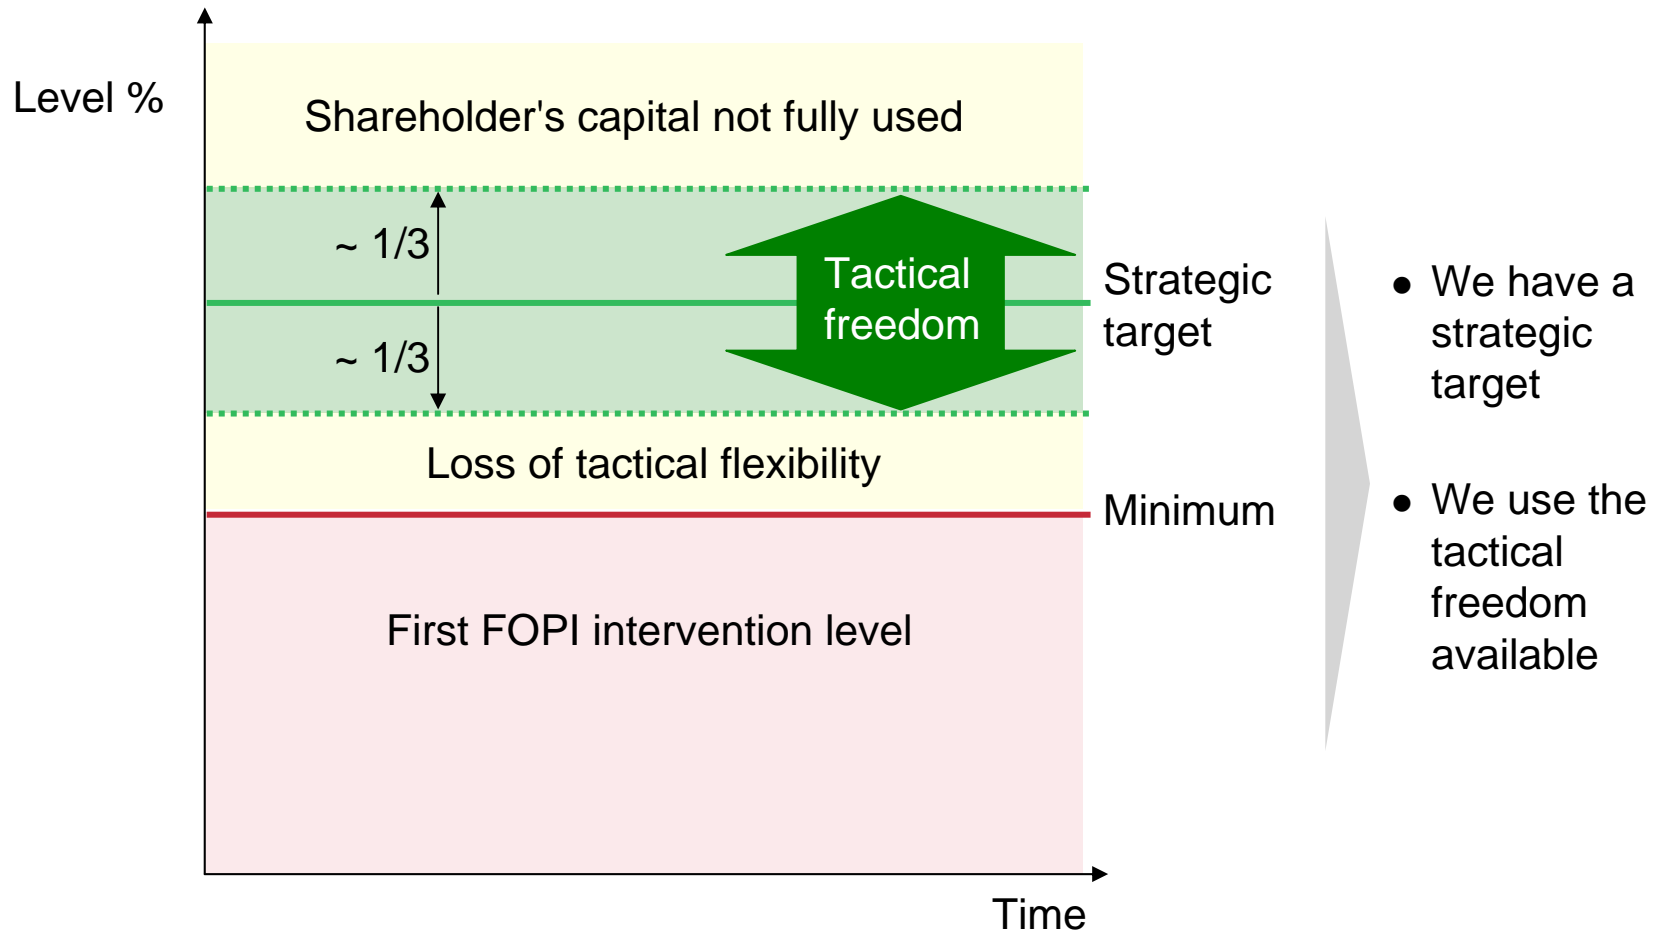 Level %
Shareholder's capital not fully used
~ 1/3
~ 1/3
Tactical
freedom
Strategic
target
Loss of tactical flexibility
Minimum
First FOPI intervention level
Time
● We have a
strategic
target
● We use the
tactical
freedom
available